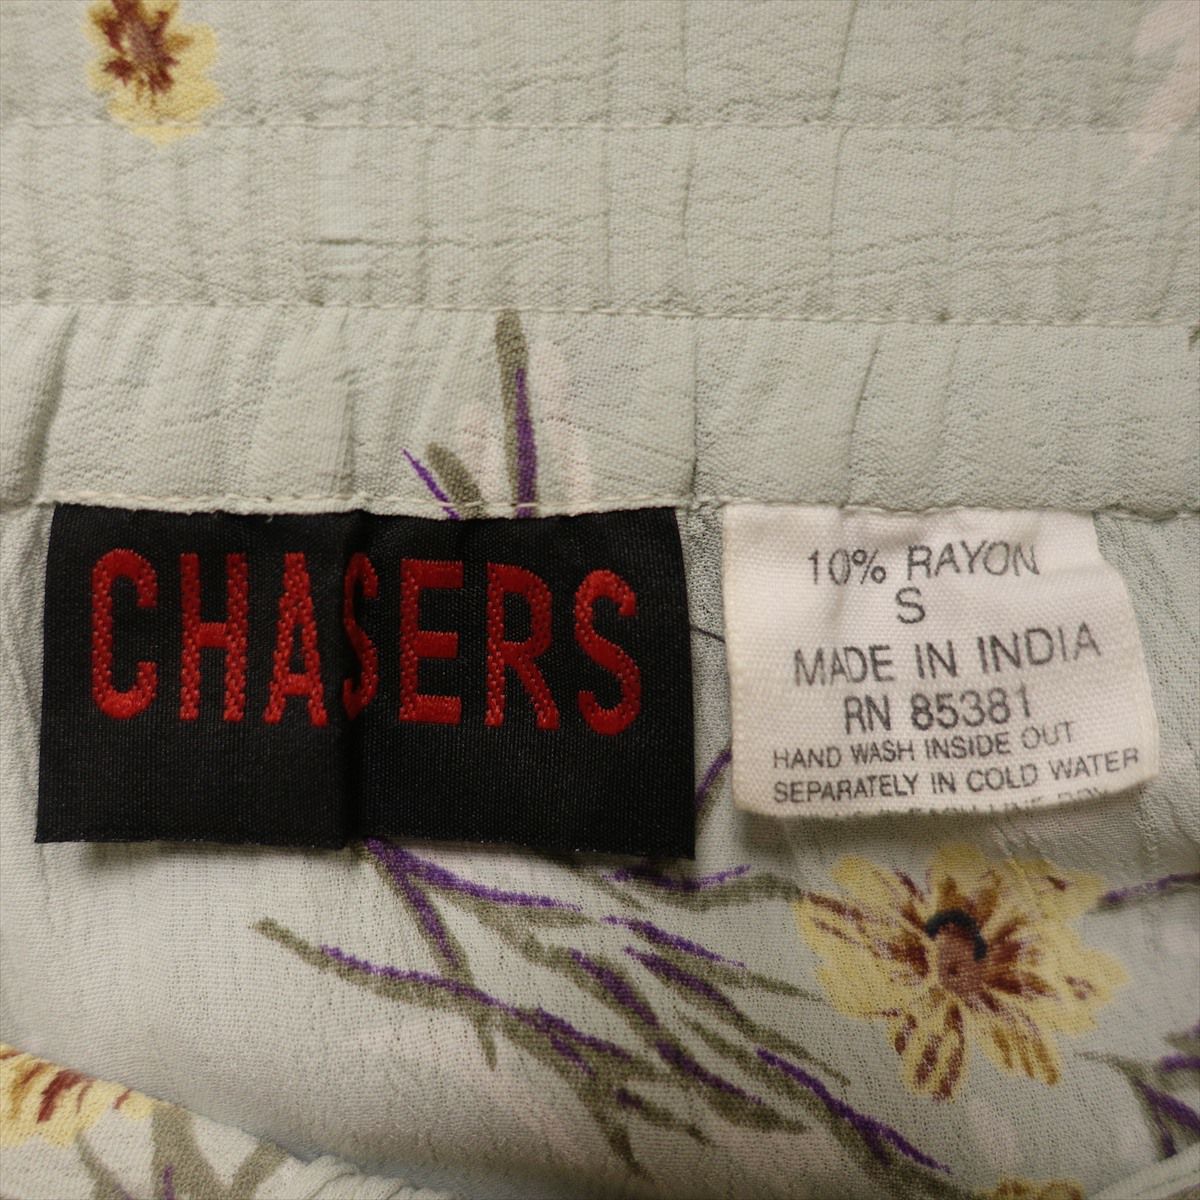 CHASERS
10% RAYON
S
MADE IN INDIA
RN 85381
HAND WASH INSIDE OUT
SEPARATELY IN COLD WATER